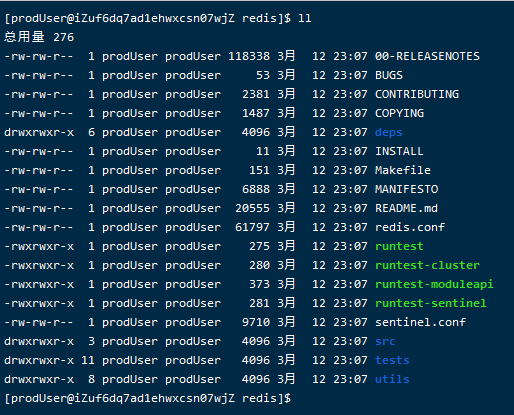 [prodUser@iZuf6dq7ad1ehwxcsn07wjZ redis]$ ll
总用量 276
-rw-rw-r--  1 prodUser prodUser 118338 3月  12 23:07 00-RELEASENOTES
-rw-rw-r--  1 prodUser prodUser     53 3月  12 23:07 BUGS
-rw-rw-r--  1 prodUser prodUser   2381 3月  12 23:07 CONTRIBUTING
-rw-rw-r--  1 prodUser prodUser   1487 3月  12 23:07 COPYING
drwxrwxr-x  6 prodUser prodUser   4096 3月  12 23:07 deps
-rw-rw-r--  1 prodUser prodUser     11 3月  12 23:07 INSTALL
-rw-rw-r--  1 prodUser prodUser    151 3月  12 23:07 Makefile
-rw-rw-r--  1 prodUser prodUser   6888 3月  12 23:07 MANIFESTO
-rw-rw-r--  1 prodUser prodUser  20555 3月  12 23:07 README.md
-rw-rw-r--  1 prodUser prodUser  61797 3月  12 23:07 redis.conf
-rwxrwxr-x  1 prodUser prodUser    275 3月  12 23:07 runtest
-rwxrwxr-x  1 prodUser prodUser    280 3月  12 23:07 runtest-cluster
-rwxrwxr-x  1 prodUser prodUser    373 3月  12 23:07 runtest-moduleapi
-rwxrwxr-x  1 prodUser prodUser    281 3月  12 23:07 runtest-sentinel
-rw-rw-r--  1 prodUser prodUser   9710 3月  12 23:07 sentinel.conf
drwxrwxr-x  3 prodUser prodUser   4096 3月  12 23:07 src
drwxrwxr-x 11 prodUser prodUser   4096 3月  12 23:07 tests
drwxrwxr-x  8 prodUser prodUser   4096 3月  12 23:07 utils
[prodUser@iZuf6dq7ad1ehwxcsn07wjZ redis]$